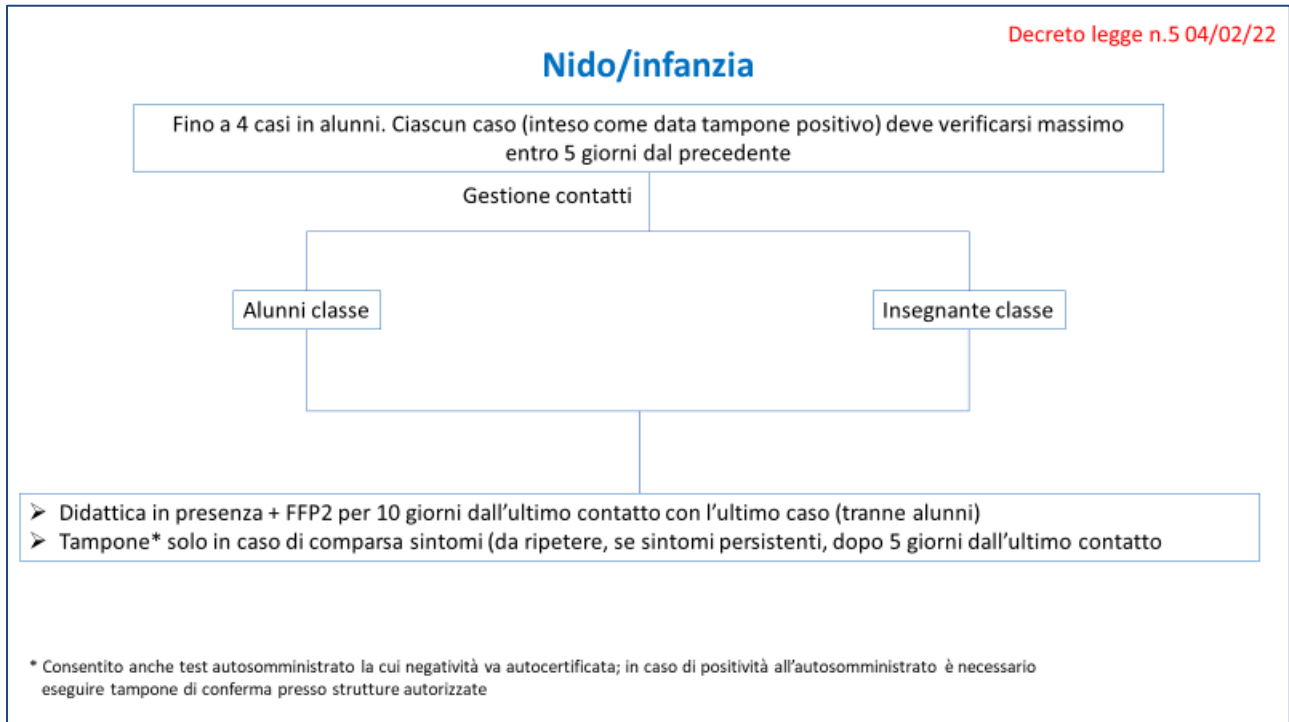 Decreto legge n.5 04/02/22
Nido/infanzia
Fino a 4 casi in alunni. Ciascun caso (inteso come data tampone positivo) deve verificarsi massimo
entro 5 giorni dal precedente
Gestione contatti
Alunni classe
Insegnante classe
➢ Didattica in presenza + FFP2 per 10 giorni dall’ultimo contatto con l’ultimo caso (tranne alunni)
➢ Tampone* solo in caso di comparsa sintomi (da ripetere, se sintomi persistenti, dopo 5 giorni dall’ultimo contatto
* Consentito anche test autosomministrato la cui negatività va autocertificata; in caso di positività all’autosomministrato è necessario
eseguire tampone di conferma presso strutture autorizzate